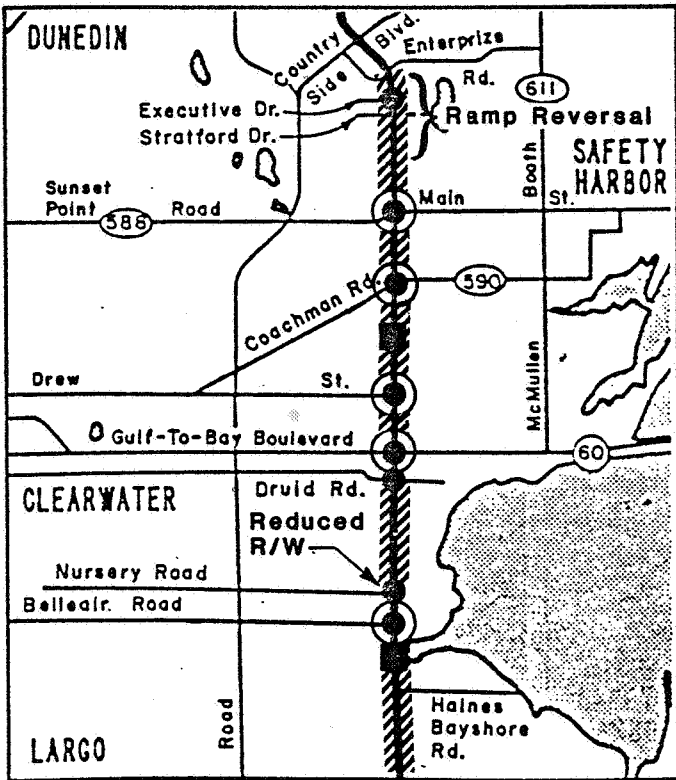 DUNEDIN
Country
Side
Blvd.
Enterprize
Rd.
611
Executive Dr.
Stratford Dr.
Ramp Reversal
SAFETY
HARBOR
Booth
Sunset
Point
Road
588
Main
St.
590
Coachman Rd.
Drew
St.
McMullen
Gulf-To-Bay Boulevard
60
CLEARWATER
Druid Rd.
Reduced
R/W
Nursery Road
Belleair. Road
Road
Haines
Bayshore
Rd.
LARGO